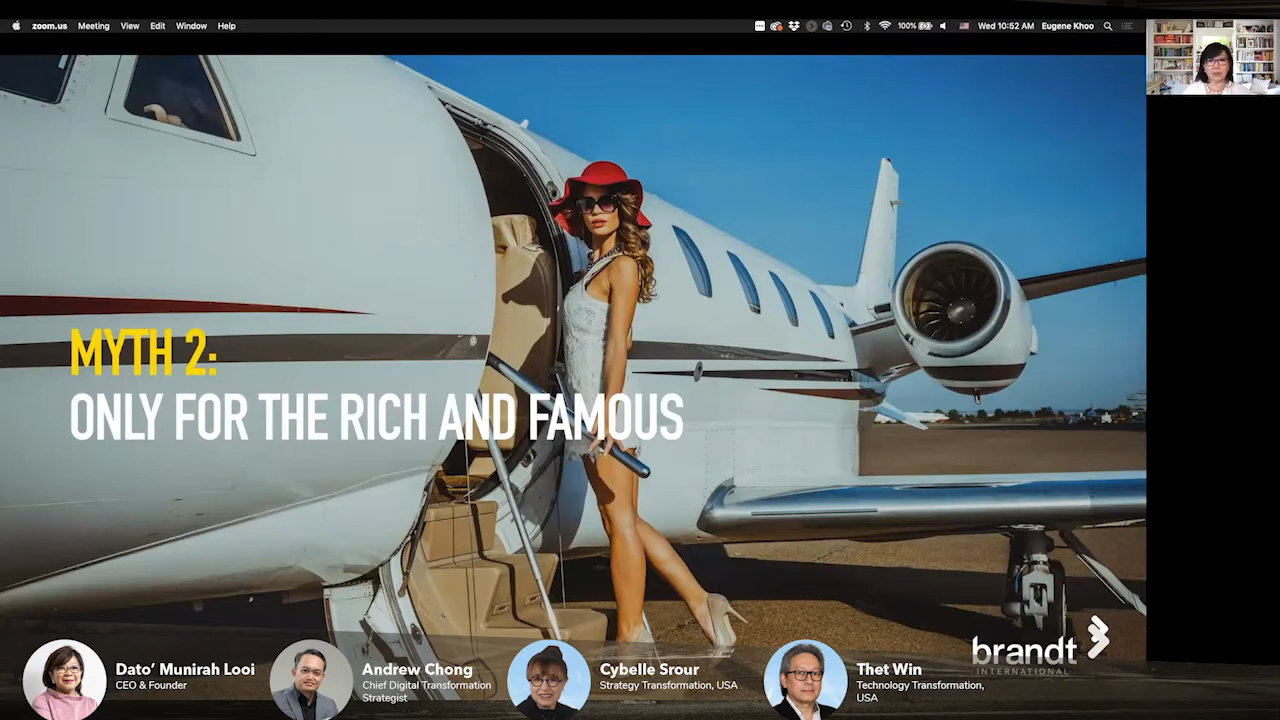 zoom.us Meeting View Edit Window Help 100% Wed 10:52 AM Eugene Khoo
MYTH 2:
ONLY FOR THE RICH AND FAMOUS
brandt
INTERNATIONAL
Dato’ Munirah Looi
CEO & Founder
Andrew Chong
Chief Digital Transformation
Strategist
Cybelle Srour
Strategy Transformation, USA
Thet Win
Technology Transformation,
USA